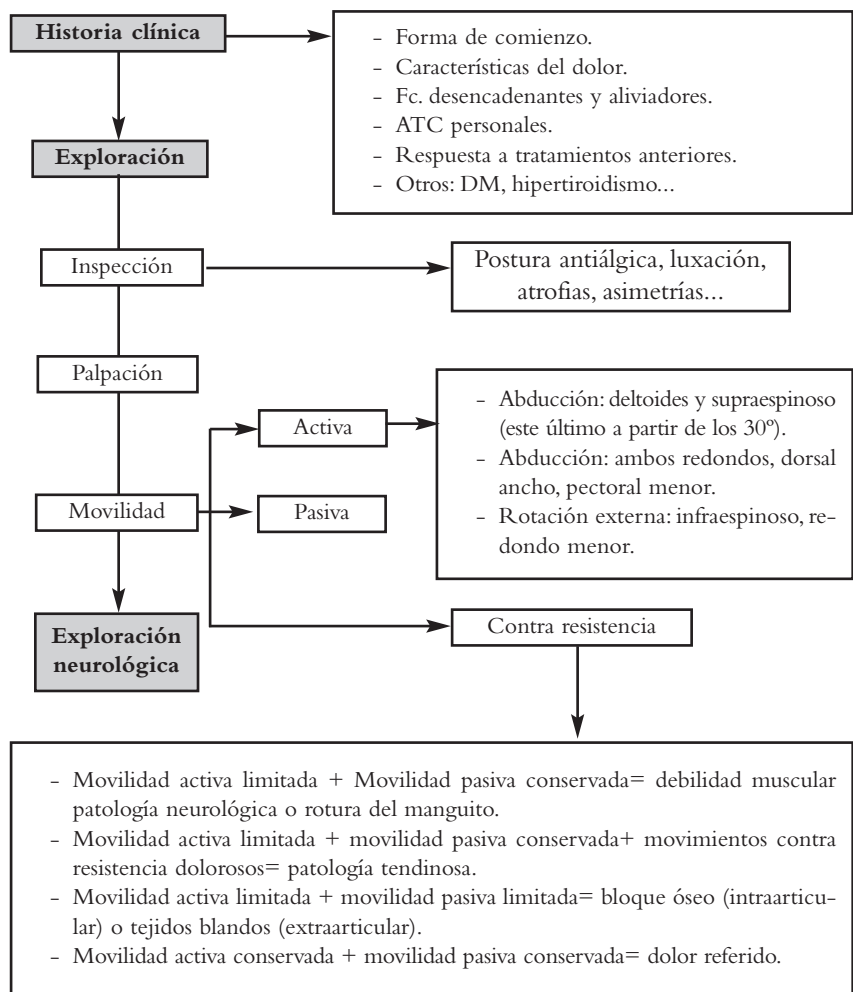 Historia clínica
- Forma de comienzo.
- Características del dolor.
- Fc. desencadenantes y aliviadores.
- ATC personales.
- Respuesta a tratamientos anteriores.
- Otros: DM, hipertiroidismo...
Exploración
Inspección
Postura antiálgica, luxación,
atrofias, asimetrías...
Palpación
Movilidad
Activa
- Abducción: deltoides y supraespinoso
(este último a partir de los 30º).
- Abducción: ambos redondos, dorsal
ancho, pectoral menor.
- Rotación externa: infraespinoso, re-
dondo menor.
Pasiva
Contra resistencia
Exploración
neurológica
- Movilidad activa limitada + Movilidad pasiva conservada= debilidad muscular
patología neurológica o rotura del manguito.
- Movilidad activa limitada + movilidad pasiva conservada+ movimientos contra
resistencia dolorosos= patología tendinosa.
- Movilidad activa limitada + movilidad pasiva limitada= bloque óseo (intraarticu-
lar) o tejidos blandos (extraarticular).
- Movilidad activa conservada + movilidad pasiva conservada= dolor referido.